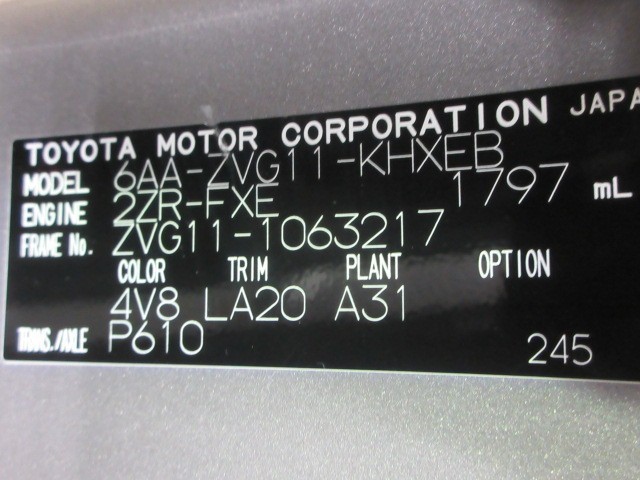 TOYOTA MOTOR CORPORATION JAPA
MODEL 6AA-ZVG11-KHXEB
ENGINE 2ZR-FXE 1797 mL
FRAME No. ZVG11-1063217
COLOR TRIM PLANT OPTION
4V8 LA20 A31
TRANS./AXLE P610 245